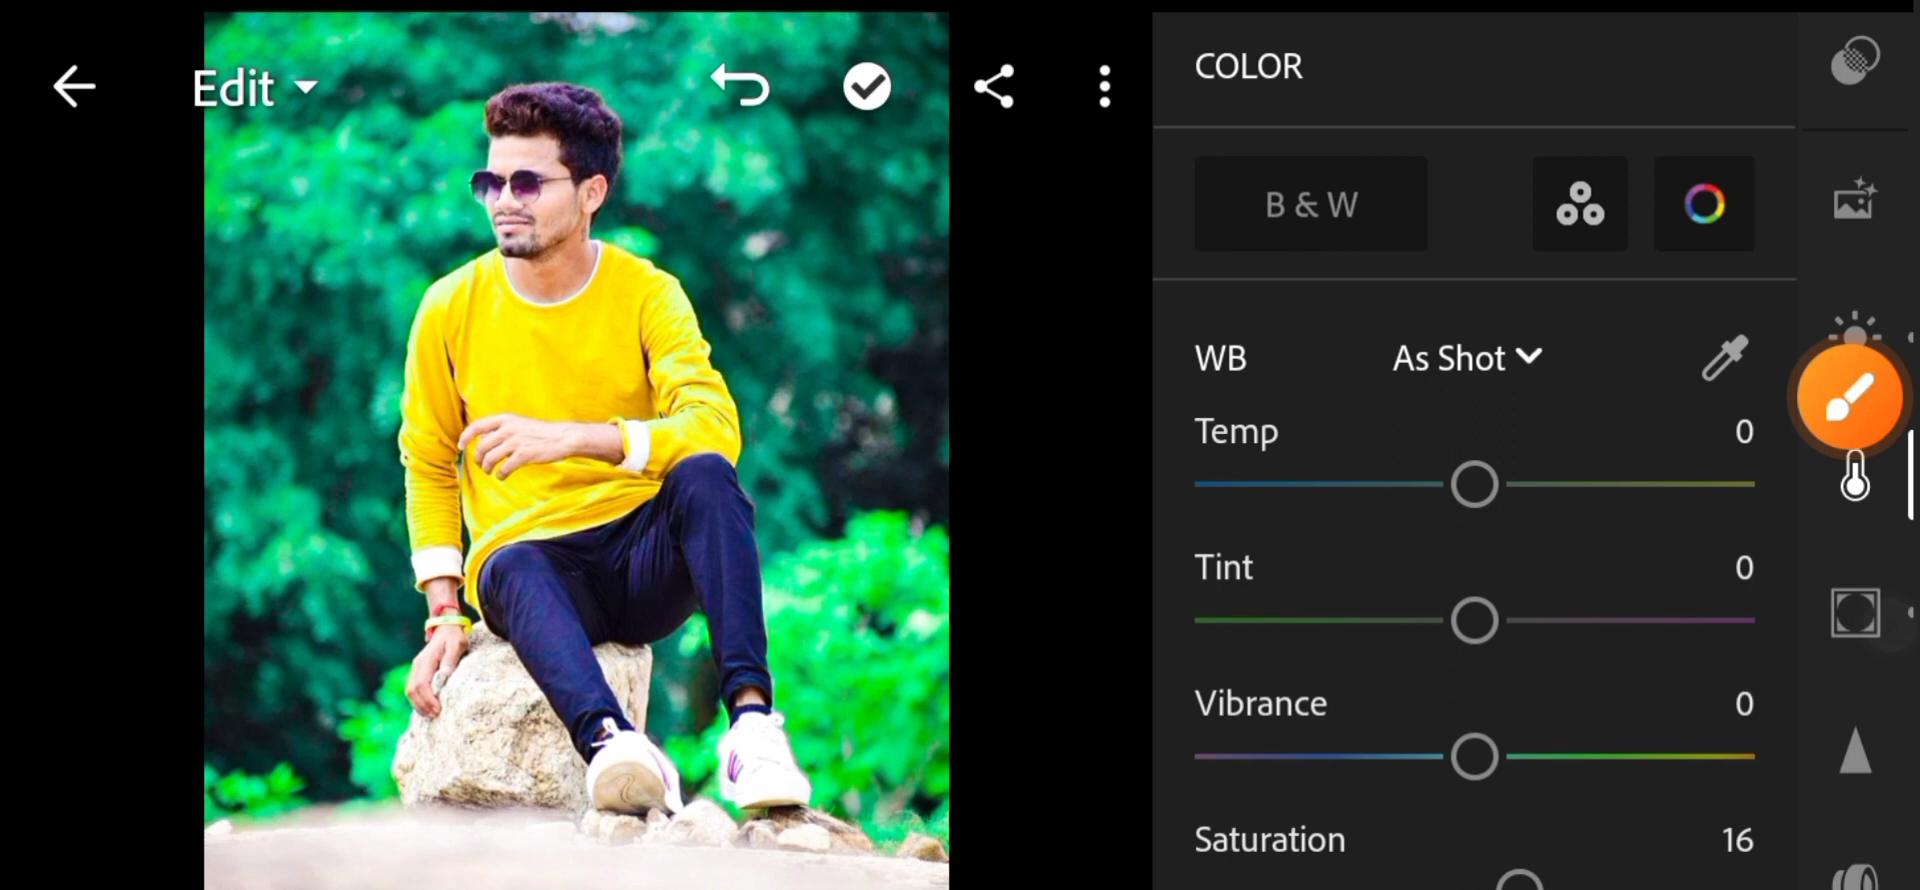 Edit
COLOR
B & W
WB As Shot
Temp 0
Tint 0
Vibrance 0
Saturation 16